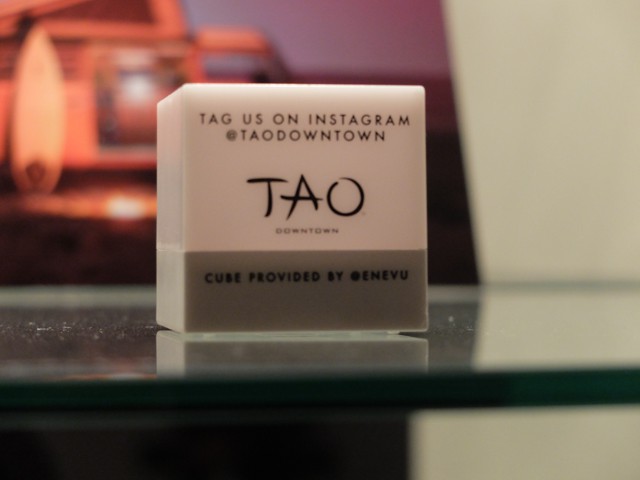 TAG US ON INSTAGRAM
@TAODOWNTOWN
TAO
DOWNTOWN
CUBE PROVIDED BY @ENEVU